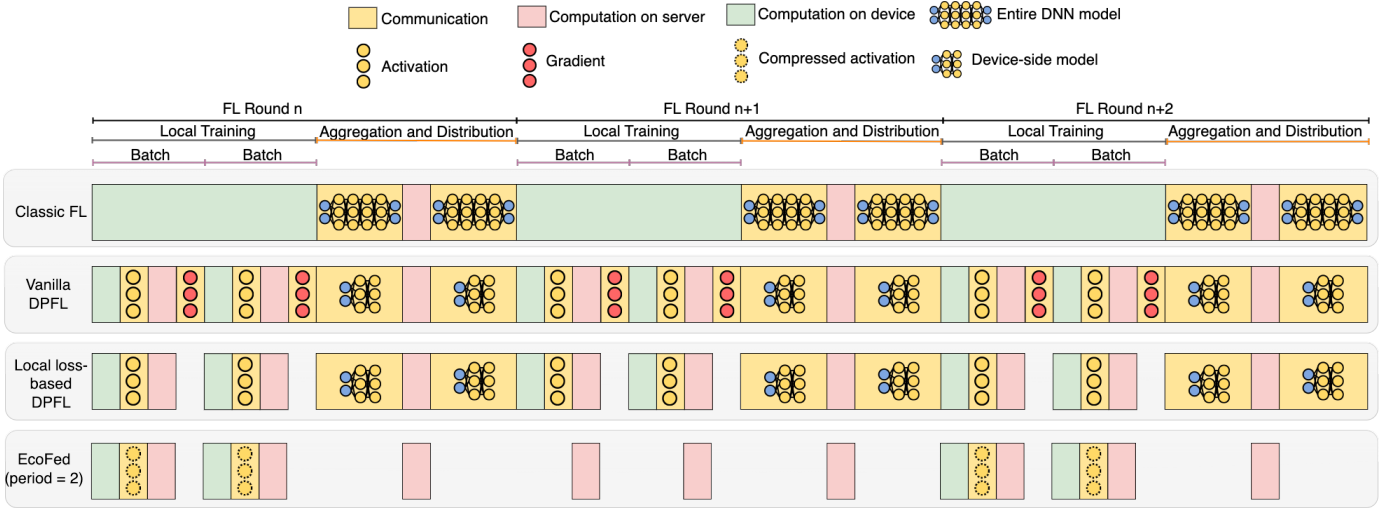 Communication
Computation on server
Computation on device
Entire DNN model
Activation
Gradient
Compressed activation
Device-side model
FL Round n
FL Round n+1
FL Round n+2
Local Training
Aggregation and Distribution
Local Training
Aggregation and Distribution
Local Training
Aggregation and Distribution
Batch
Batch
Batch
Batch
Batch
Batch
Classic FL
Vanilla
DPFL
Local loss-
based
DPFL
EcoFed
(period = 2)